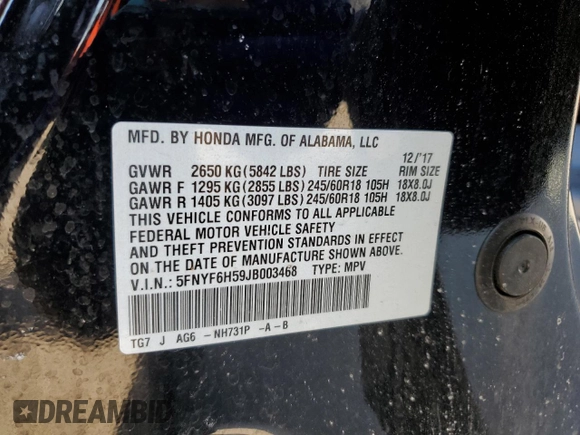 MFD. BY HONDA MFG. OF ALABAMA, LLC
12/'17
GVWR 2650 KG (5842 LBS) TIRE SIZE RIM SIZE
GAWR F 1295 KG (2855 LBS) 245/60R18 105H 18X8.0J
GAWR R 1405 KG (3097 LBS) 245/60R18 105H 18X8.0J
THIS VEHICLE CONFORMS TO ALL APPLICABLE
FEDERAL MOTOR VEHICLE SAFETY
AND THEFT PREVENTION STANDARDS IN EFFECT
ON THE DATE OF MANUFACTURE SHOWN ABOVE.
V.I.N.: 5FNYF6H59JB003468 TYPE: MPV
TG7 J AG6 - NH731P -A-B
DREAMBID